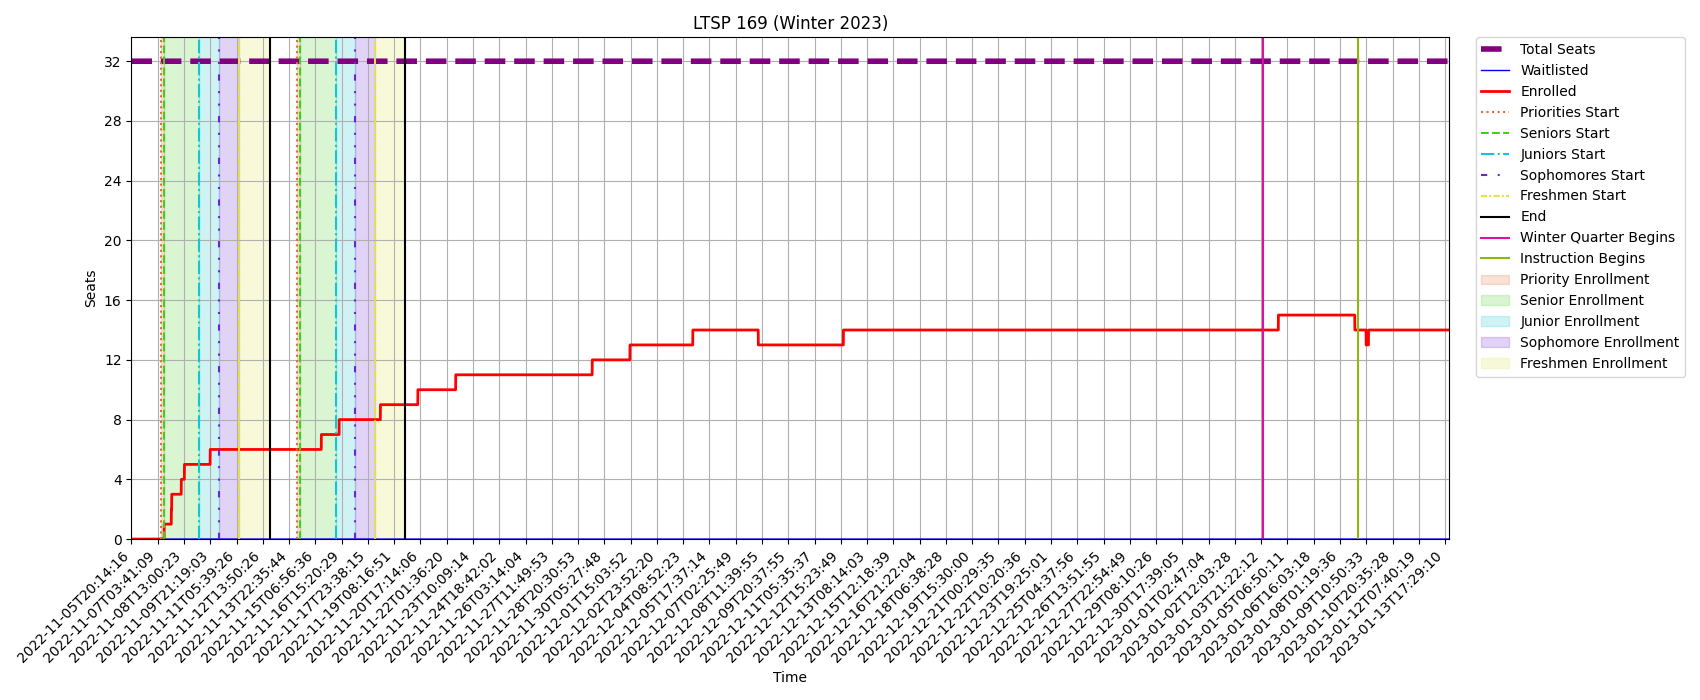 LTSP 169 (Winter 2023)
Seats
32
28
24
20
16
12
8
4
0
2022-11-05T20:14:16
2022-11-07T03:41:09
2022-11-08T13:00:23
2022-11-09T21:19:03
2022-11-11T05:39:26
2022-11-12T13:50:26
2022-11-13T22:35:44
2022-11-15T06:56:30
2022-11-16T15:20:29
2022-11-17T23:38:15
2022-11-19T08:16:51
2022-11-20T17:14:06
2022-11-22T01:36:20
2022-11-23T10:09:14
2022-11-24T18:42:02
2022-11-26T03:14:04
2022-11-27T11:49:53
2022-11-28T20:30:53
2022-11-30T05:27:48
2022-12-01T15:03:52
2022-12-02T23:52:20
2022-12-04T08:52:23
2022-12-05T17:37:14
2022-12-07T02:25:49
2022-12-08T11:39:55
2022-12-09T20:37:55
2022-12-11T05:35:37
2022-12-12T15:23:49
2022-12-13T08:14:03
2022-12-15T12:18:39
2022-12-16T21:22:04
2022-12-18T06:38:28
2022-12-19T15:30:00
2022-12-21T00:29:35
2022-12-22T10:20:36
2022-12-23T19:25:01
2022-12-25T04:37:56
2022-12-26T13:51:55
2022-12-27T22:54:49
2022-12-29T08:10:26
2022-12-30T17:39:05
2023-01-01T02:47:04
2023-01-02T12:03:28
2023-01-03T21:22:12
2023-01-05T06:50:11
2023-01-06T16:03:18
2023-01-08T01:19:36
2023-01-09T10:50:33
2023-01-10T20:35:28
2023-01-12T07:40:19
2023-01-13T17:29:10
Time
Total Seats
Waitlisted
Enrolled
Priorities Start
Seniors Start
Juniors Start
Sophomores Start
Freshmen Start
End
Winter Quarter Begins
Instruction Begins
Priority Enrollment
Senior Enrollment
Junior Enrollment
Sophomore Enrollment
Freshmen Enrollment